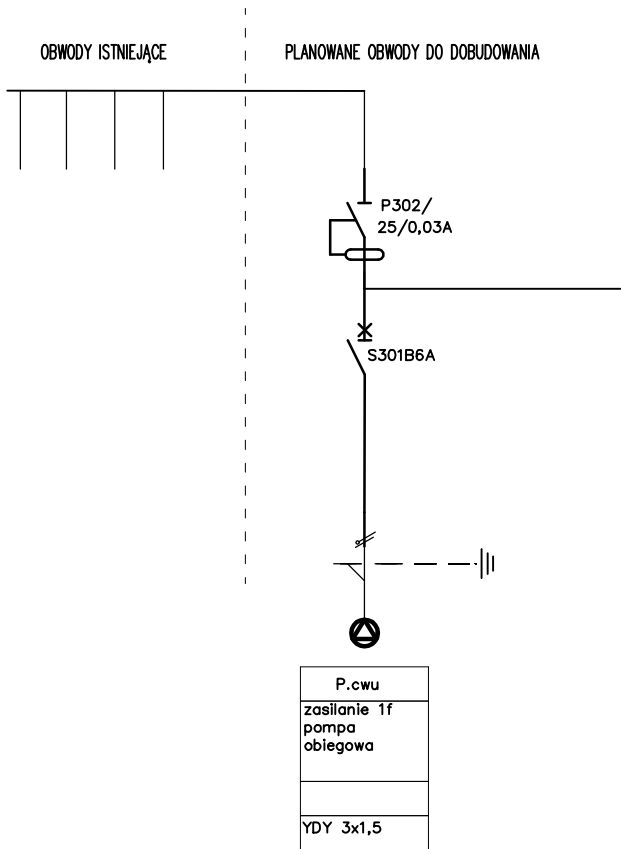 OBWODY ISTNIEJĄCE
PLANOWANE OBWODY DO DOBUDOWANIA
P302/
25/0,03A
S301B6A
P.cwu
zasilanie 1f
pompa
obiegowa
YDY 3x1,5